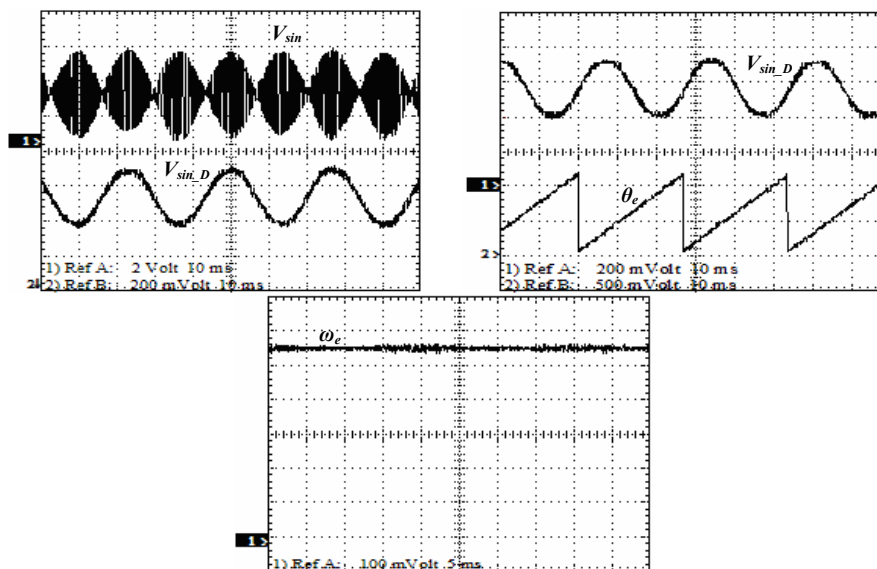 V_sin
1
V_sin_D
1) Ref A: 2 Volt 10 ms
2) Ref B: 200 mVolt 10 ms
2
V_sin_D
1
θ_e
2
1) Ref A: 200 mVolt 10 ms
2) Ref B: 500 mVolt 10 ms
ω_e
1
1) Ref A: 100 mVolt 5 ms